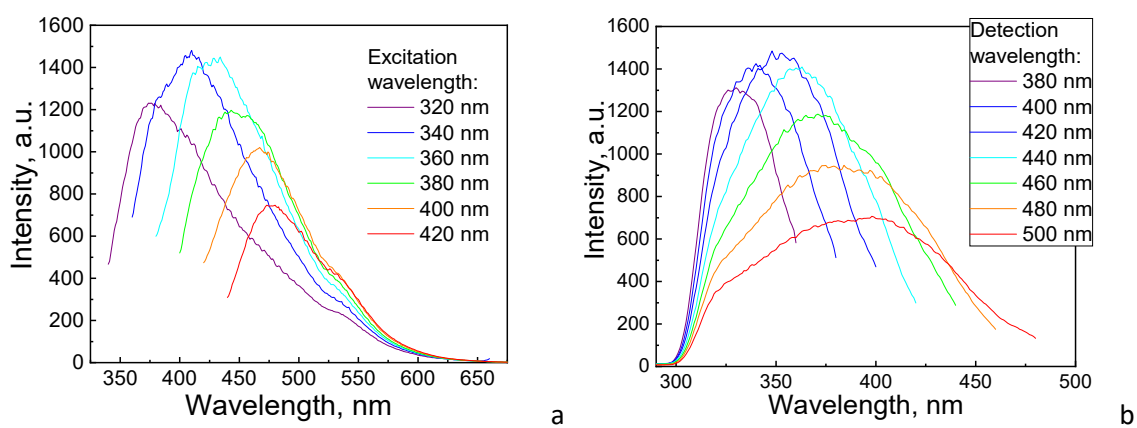 1600
1400
1200
1000
800
600
400
200
0
350 400 450 500 550 600 650
Intensity, a.u.
Wavelength, nm
Excitation
wavelength:
320 nm
340 nm
360 nm
380 nm
400 nm
420 nm
a
1600
1400
1200
1000
800
600
400
200
0
300 350 400 450 500
Intensity, a.u.
Wavelength, nm
Detection
wavelength:
380 nm
400 nm
420 nm
440 nm
460 nm
480 nm
500 nm
b